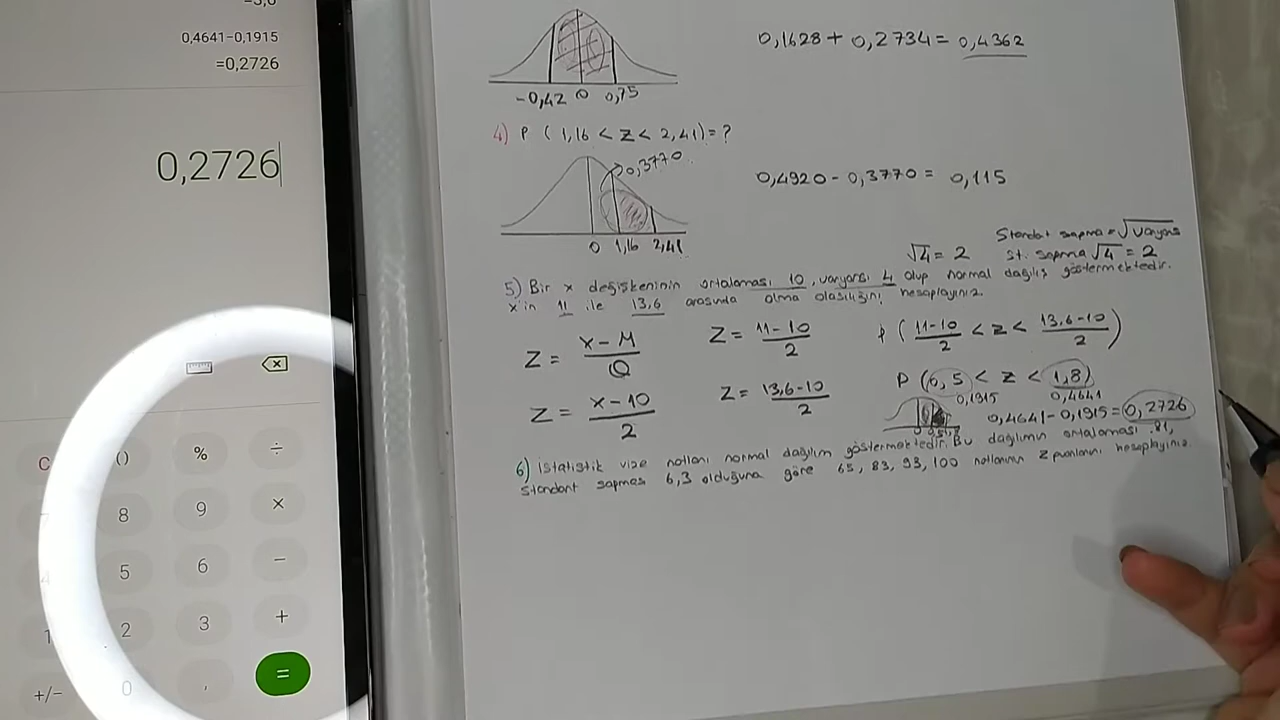 =3,6
0,4641−0,1915
=0,2726
0,2726
C () % ÷
8 9 ×
5 6 −
1 2 3 +
+/− 0 , =
0,1628 + 0,2734 = 0,4362
-0,42 0 0,75
4) P ( 1,16 < Z < 2,41) = ?
0,3770
0,4920 - 0,3770 = 0,115
0 1,16 2,41
Standart sapma = √varyans
√4 = 2 st. sapma √4 = 2
5) Bir x değişkeninin ortalaması 10, varyansı 4 olup normal dağılış göstermektedir.
x'in 11 ile 13,6 arasında olma olasılığını hesaplayınız.
Z = x - M / Q
Z = 11 - 10 / 2
P ( 11-10 / 2 < Z < 13,6-10 / 2 )
Z = x - 10 / 2
Z = 13,6-10 / 2
P (0,5 < Z < 1,8)
0,1915 0,4641
0,4641 - 0,1915 = 0,2726
6) İstatistik vize notları normal dağılım göstermektedir. Bu dağılımın ortalaması 81,
standart sapması 6,3 olduğuna göre 65, 83, 93, 100 notlarının z puanlarını hesaplayınız.